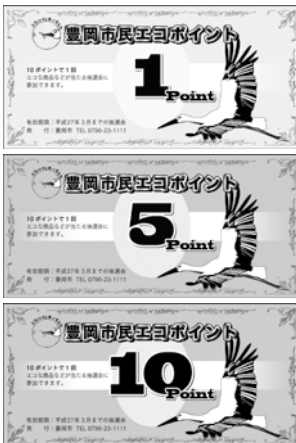 豊岡市民エコポイント
10ポイントで1回
エコな商品などが当たる抽選会に
参加できます。
1
Point
有効期限：平成27年3月までの抽選会
発　付：豊岡市 TEL 0796-23-1111
豊岡市民エコポイント
10ポイントで1回
エコな商品などが当たる抽選会に
参加できます。
5
Point
有効期限：平成27年3月までの抽選会
発　付：豊岡市 TEL 0796-23-1111
豊岡市民エコポイント
10ポイントで1回
エコな商品などが当たる抽選会に
参加できます。
10
Point
有効期限：平成27年3月までの抽選会
発　付：豊岡市 TEL 0796-23-1111